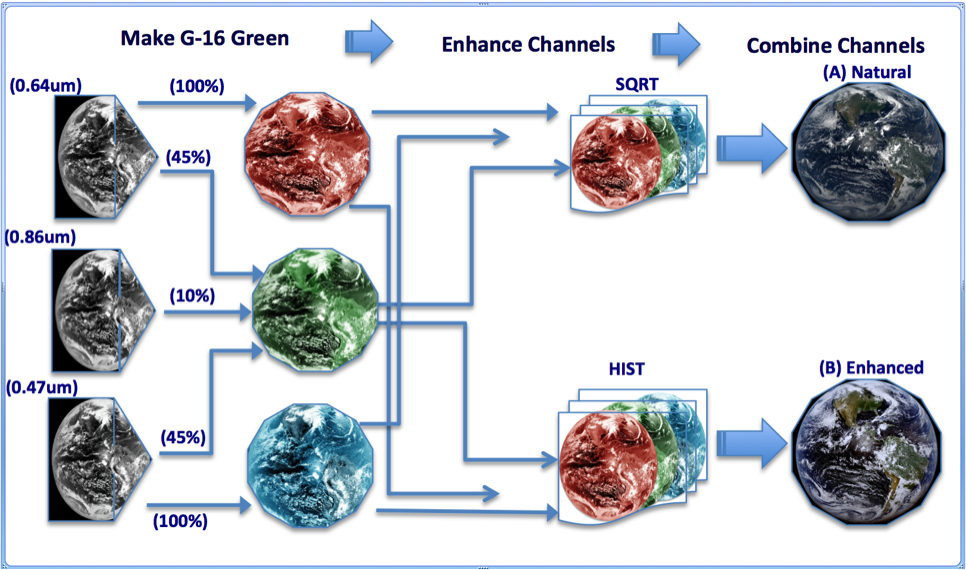 Make G-16 Green
Enhance Channels
Combine Channels
(0.64um)
(100%)
SQRT
(A) Natural
(45%)
(0.86um)
(10%)
(0.47um)
HIST
(B) Enhanced
(45%)
(100%)